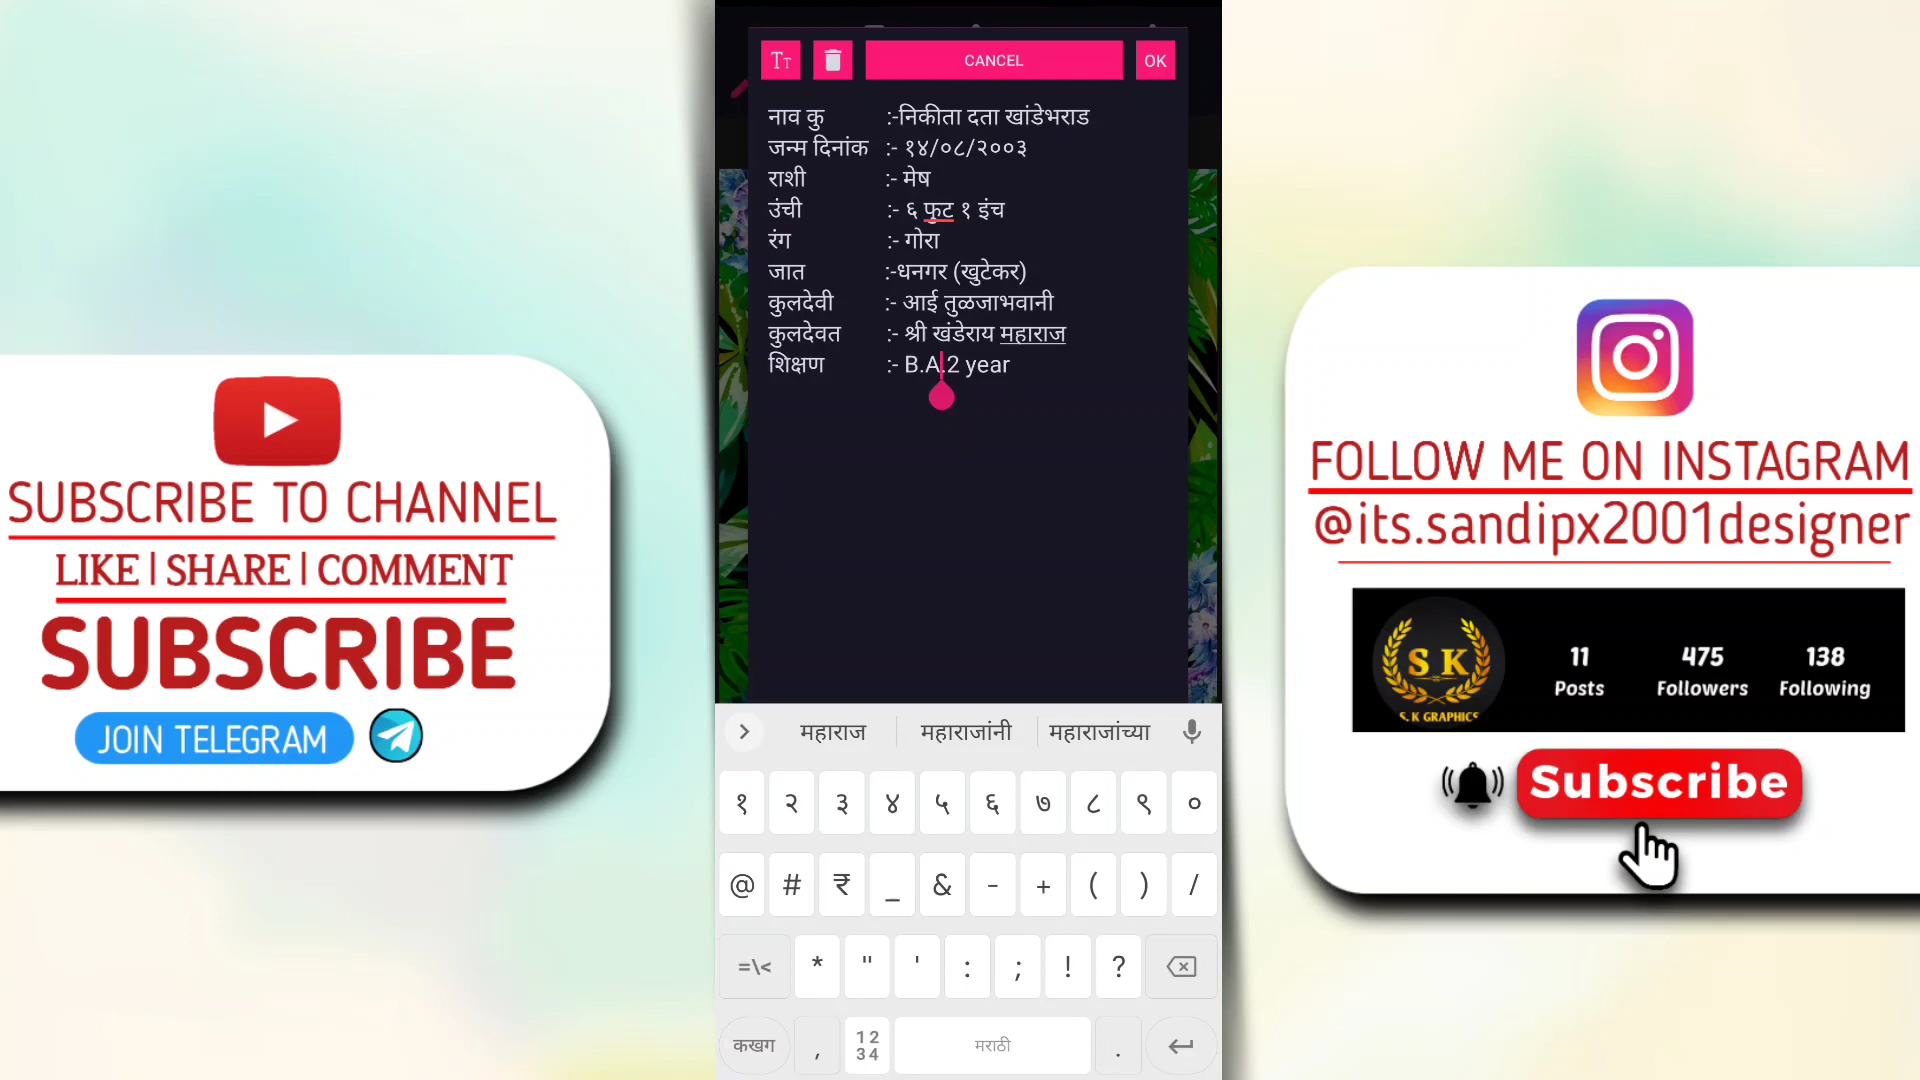 SUBSCRIBE TO CHANNEL
LIKE | SHARE | COMMENT
SUBSCRIBE
JOIN TELEGRAM
TT
CANCEL
OK
नाव कु :-निकीता दता खांडेभराड
जन्म दिनांक :- १४/०८/२००३
राशी :- मेष
उंची :- ६ फुट १ इंच
रंग :- गोरा
जात :-धनगर (खुटेकर)
कुलदेवी :- आई तुळजाभवानी
कुलदेवत :- श्री खंडेराय महाराज
शिक्षण :- B.A.2 year
महाराज महाराजांनी महाराजांच्या
१ २ ३ ४ ५ ६ ७ ८ ९ ०
@ # ₹ _ & - + ( ) /
=\< * " ' : ; ! ?
कखग , 12 34 मराठी .
FOLLOW ME ON INSTAGRAM
@its.sandipx2001designer
S K
S. K GRAPHICS
11 475 138
Posts Followers Following
Subscribe